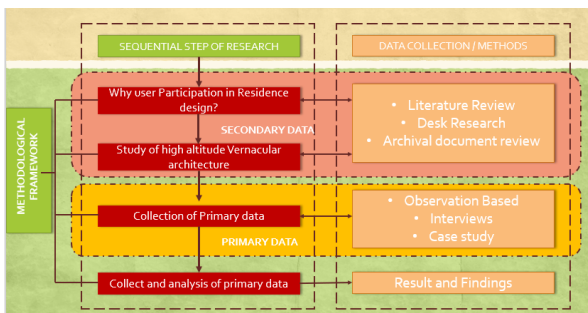 SEQUENTIAL STEP OF RESEARCH
DATA COLLECTION / METHODS
METHODOLOGICAL
FRAMEWORK
Why user Participation in Residence
design?
SECONDARY DATA
Study of high altitude Vernacular
architecture
• Literature Review
• Desk Research
• Archival document review
Collection of Primary data
PRIMARY DATA
• Observation Based
• Interviews
• Case study
Collect and analysis of primary data
Result and Findings